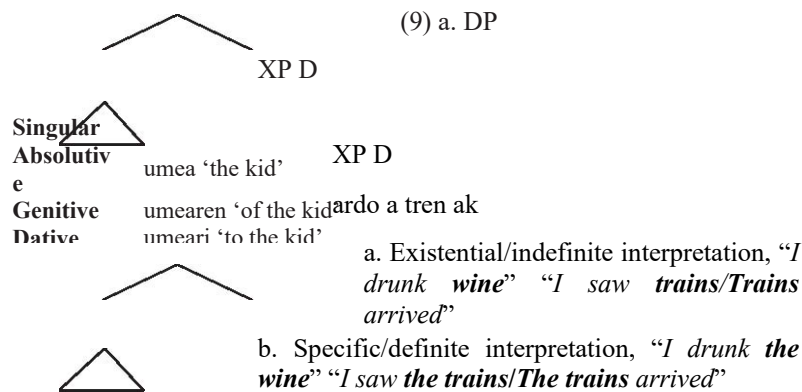 (9) a. DP
XP D
Singular
Absolutiv
e
umea ‘the kid’
XP D
Genitive umearen ‘of the kid’
ardo a tren ak
Dative umeari ‘to the kid’
a. Existential/indefinite interpretation, “I
drunk wine” “I saw trains/Trains
arrived”
b. Specific/definite interpretation, “I drunk the
wine” “I saw the trains/The trains arrived”